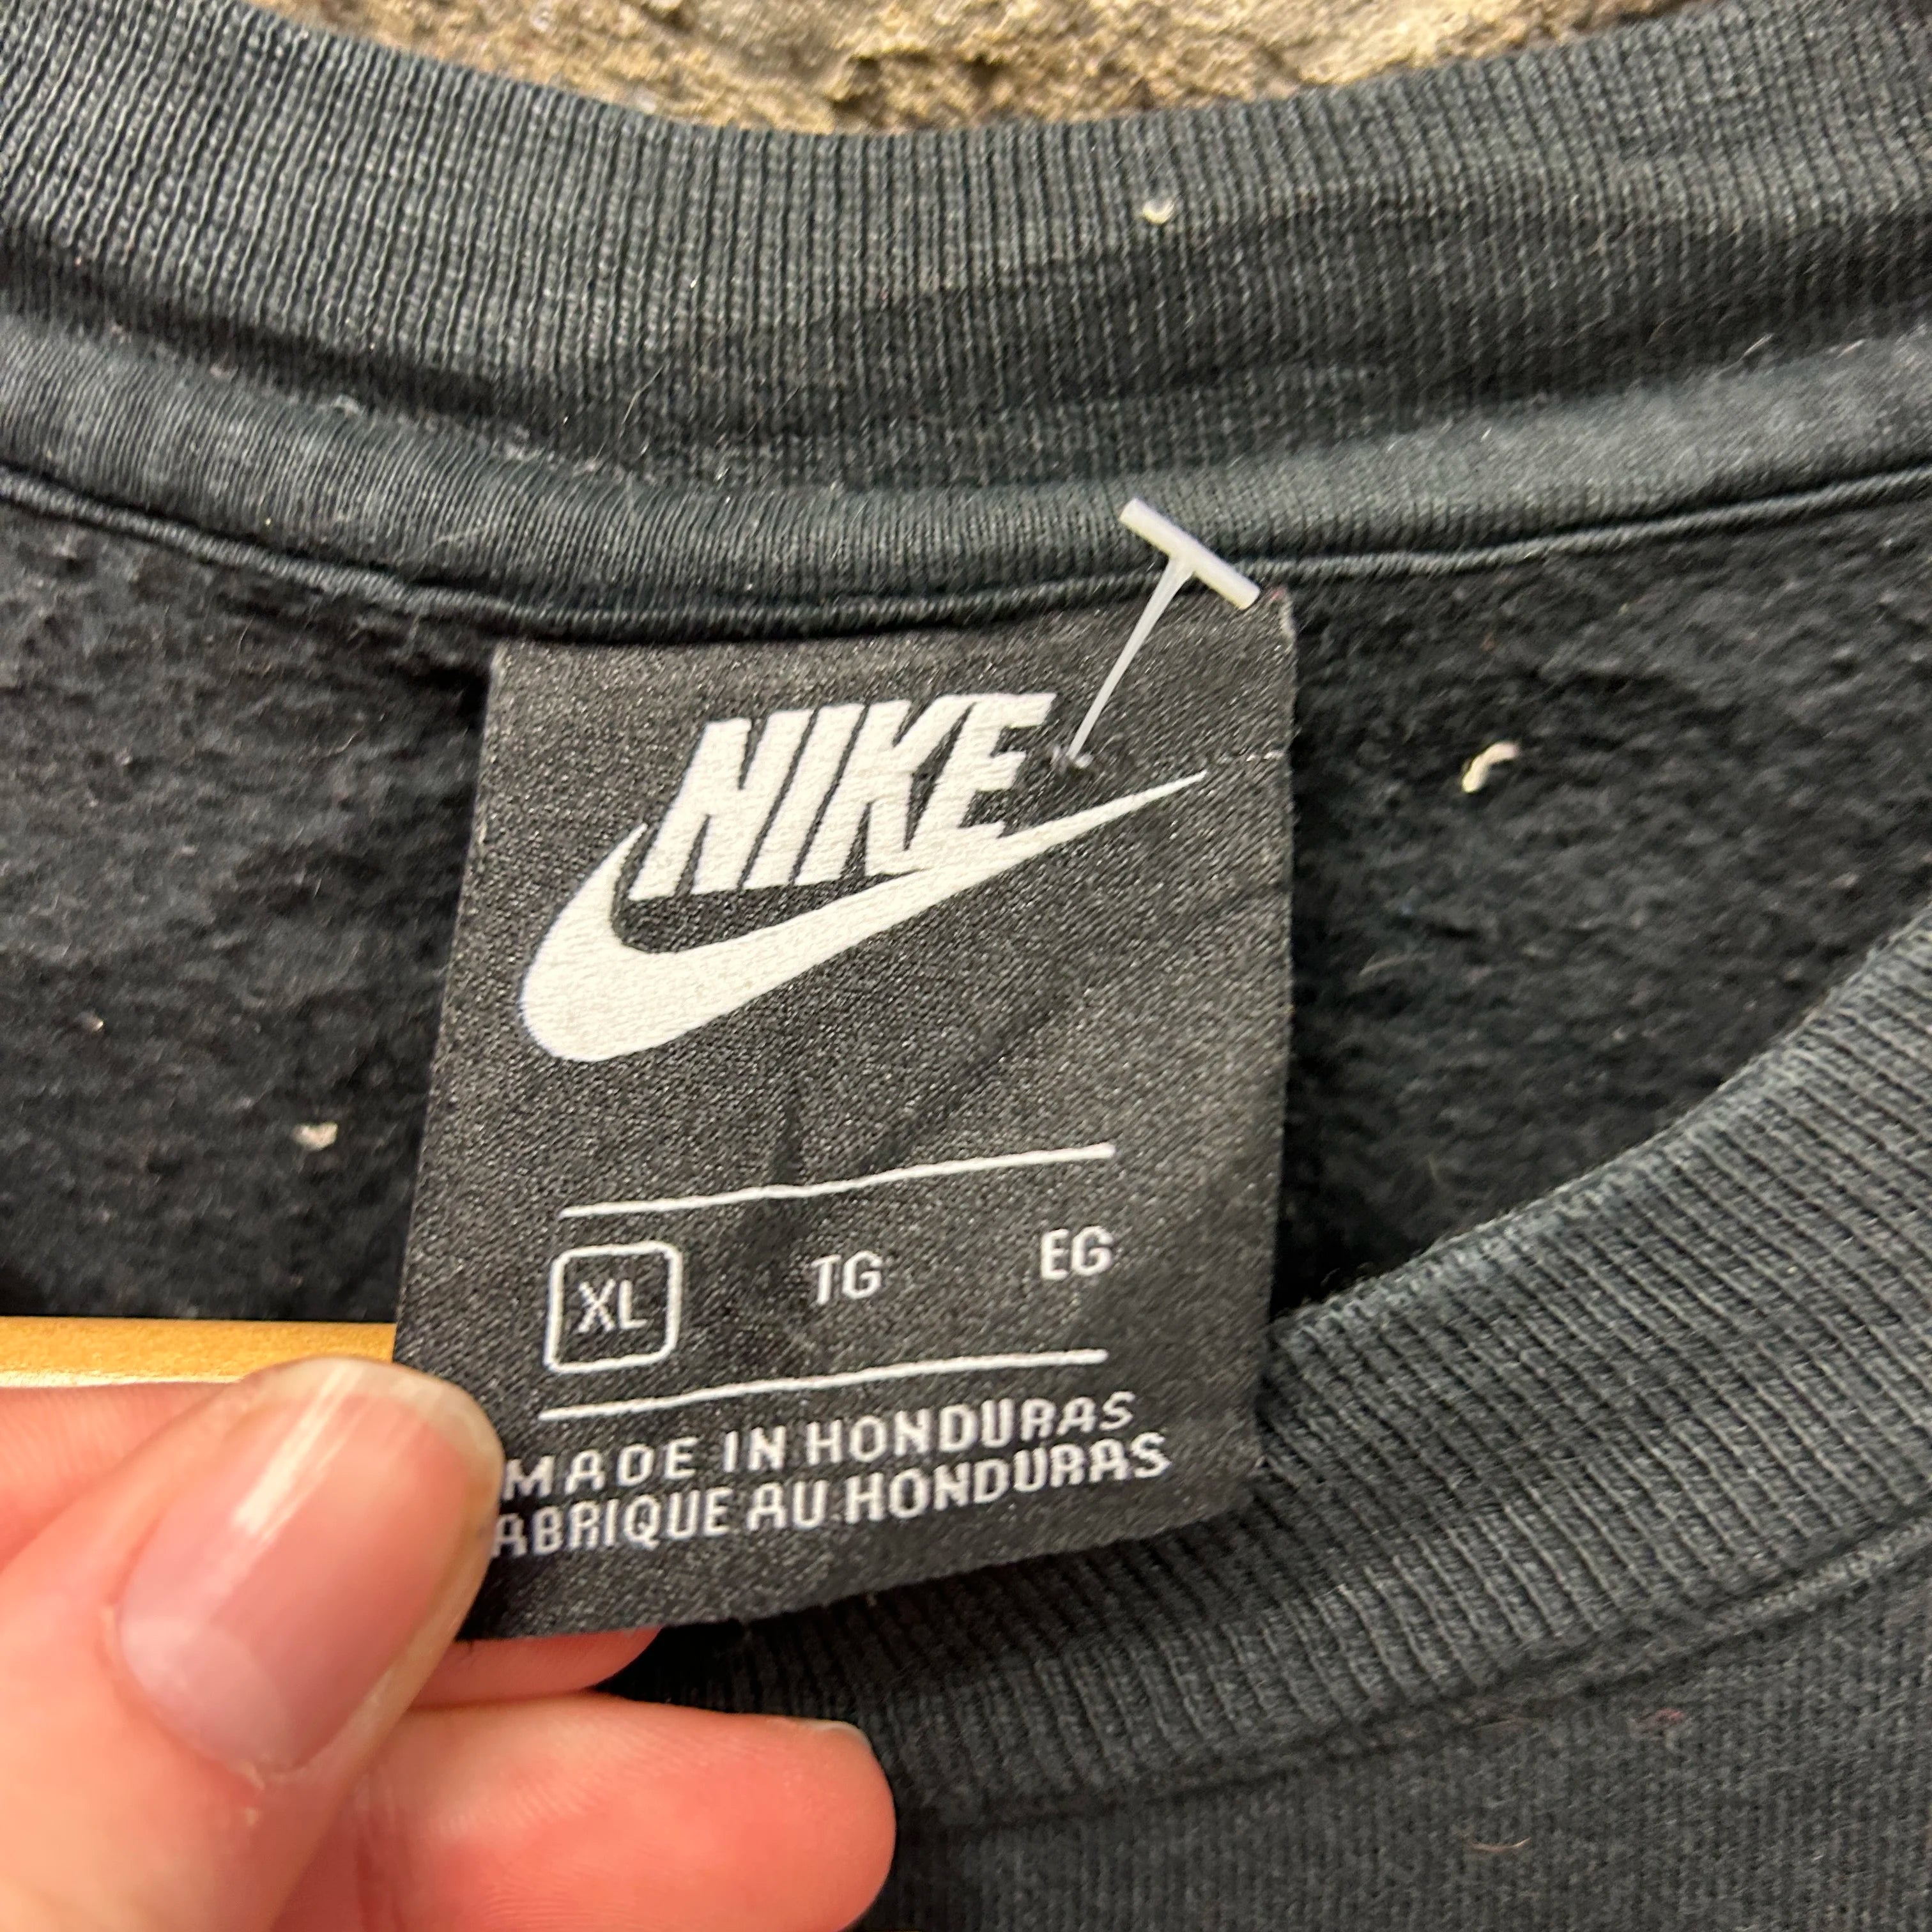 NIKE
XL TG EG
MADE IN HONDURAS
ABRIQUE AU HONDURAS